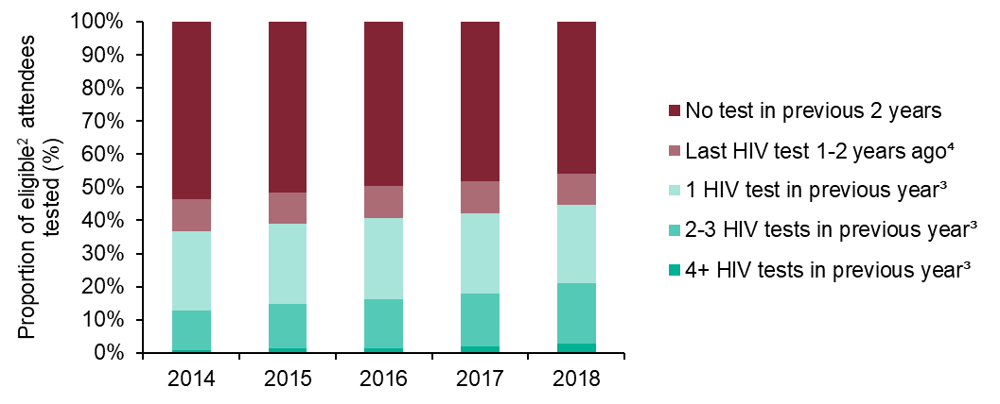 Proportion of eligible² attendees
tested (%)
100%
90%
80%
70%
60%
50%
40%
30%
20%
10%
0%
2014
2015
2016
2017
2018
No test in previous 2 years
Last HIV test 1-2 years ago⁴
1 HIV test in previous year³
2-3 HIV tests in previous year³
4+ HIV tests in previous year³